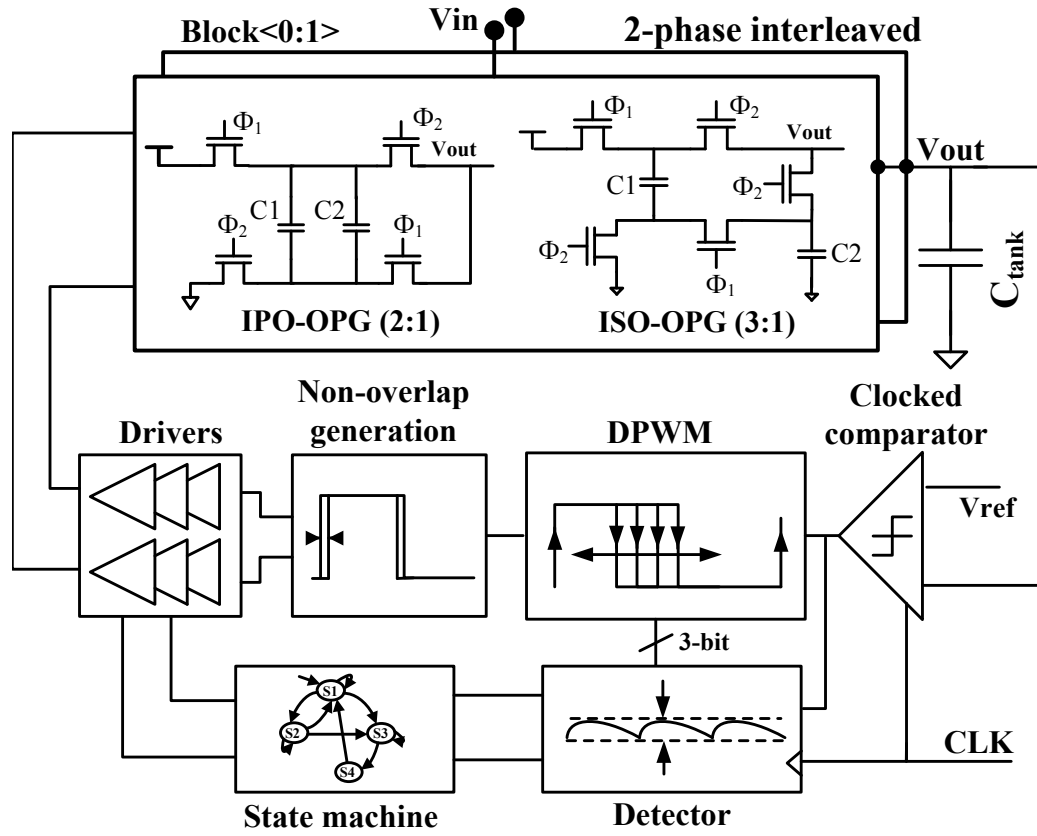 Block<0:1>
Vin
2-phase interleaved
Φ1
Φ2
Vout
C1
C2
Φ2
Φ1
IPO-OPG (2:1)
Φ1
Φ2
Vout
C1
Φ2
Φ2
C2
Φ1
ISO-OPG (3:1)
Vout
Ctank
Drivers
Non-overlap
generation
DPWM
Clocked
comparator
Vref
3-bit
S1
S2
S3
S4
CLK
State machine
Detector